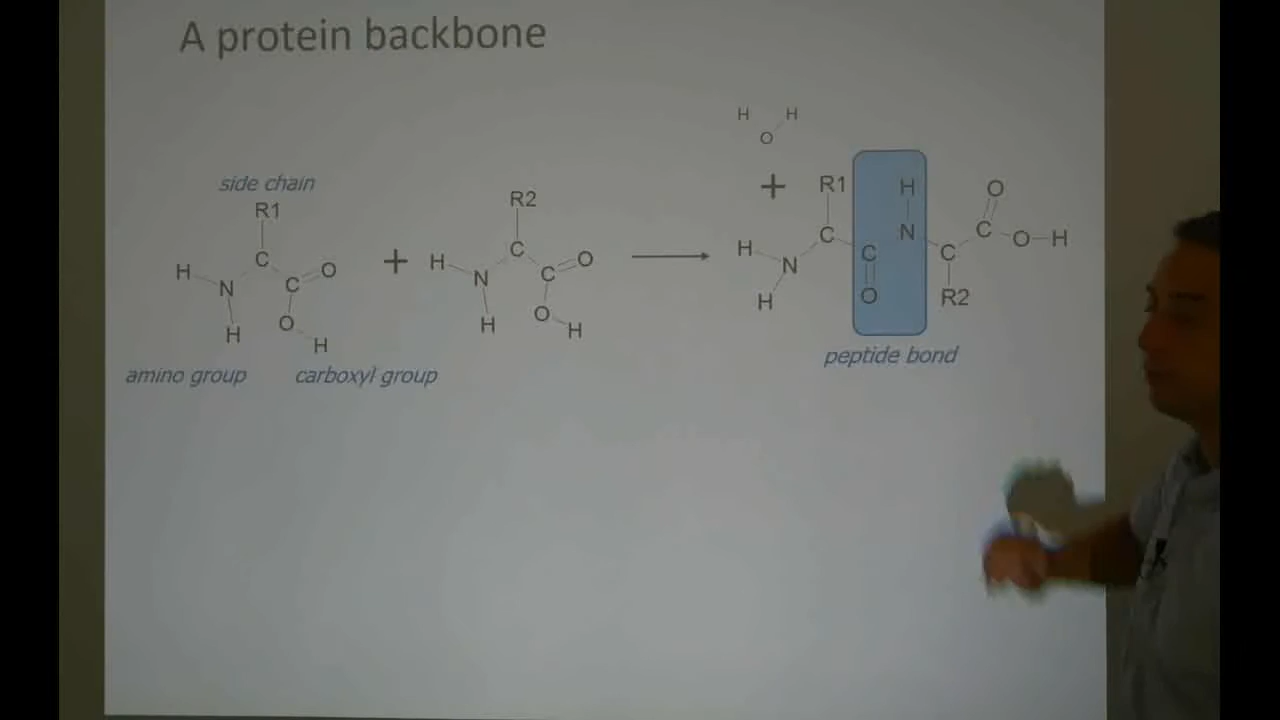 A protein backbone
side chain
R1
H
N
H
C
C
O
O
H
amino group
carboxyl group
+
R2
H
N
H
C
C
O
O
H
H H
O
+
R1
H
N
H
C
C
O
H
N
C
R2
C
O
O
H
peptide bond